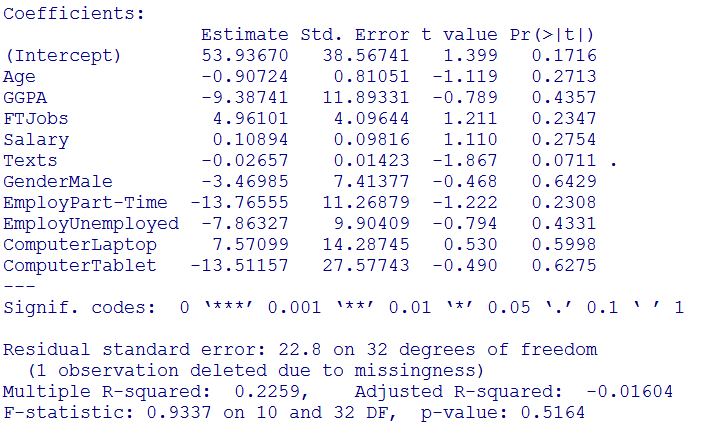 Coefficients:
Estimate Std. Error t value Pr(>|t|)
(Intercept) 53.93670 38.56741 1.399 0.1716
Age -0.90724 0.81051 -1.119 0.2713
GGPA -9.38741 11.89331 -0.789 0.4357
FTJobs 4.96101 4.09644 1.211 0.2347
Salary 0.10894 0.09816 1.110 0.2754
Texts -0.02657 0.01423 -1.867 0.0711 .
GenderMale -3.46985 7.41377 -0.468 0.6429
EmployPart-Time -13.76555 11.26879 -1.222 0.2308
EmployUnemployed -7.86327 9.90409 -0.794 0.4331
ComputerLaptop 7.57099 14.28745 0.530 0.5998
ComputerTablet -13.51157 27.57743 -0.490 0.6275
---
Signif. codes: 0 ‘***’ 0.001 ‘**’ 0.01 ‘*’ 0.05 ‘.’ 0.1 ‘ ’ 1
Residual standard error: 22.8 on 32 degrees of freedom
(1 observation deleted due to missingness)
Multiple R-squared: 0.2259, Adjusted R-squared: -0.01604
F-statistic: 0.9337 on 10 and 32 DF, p-value: 0.5164